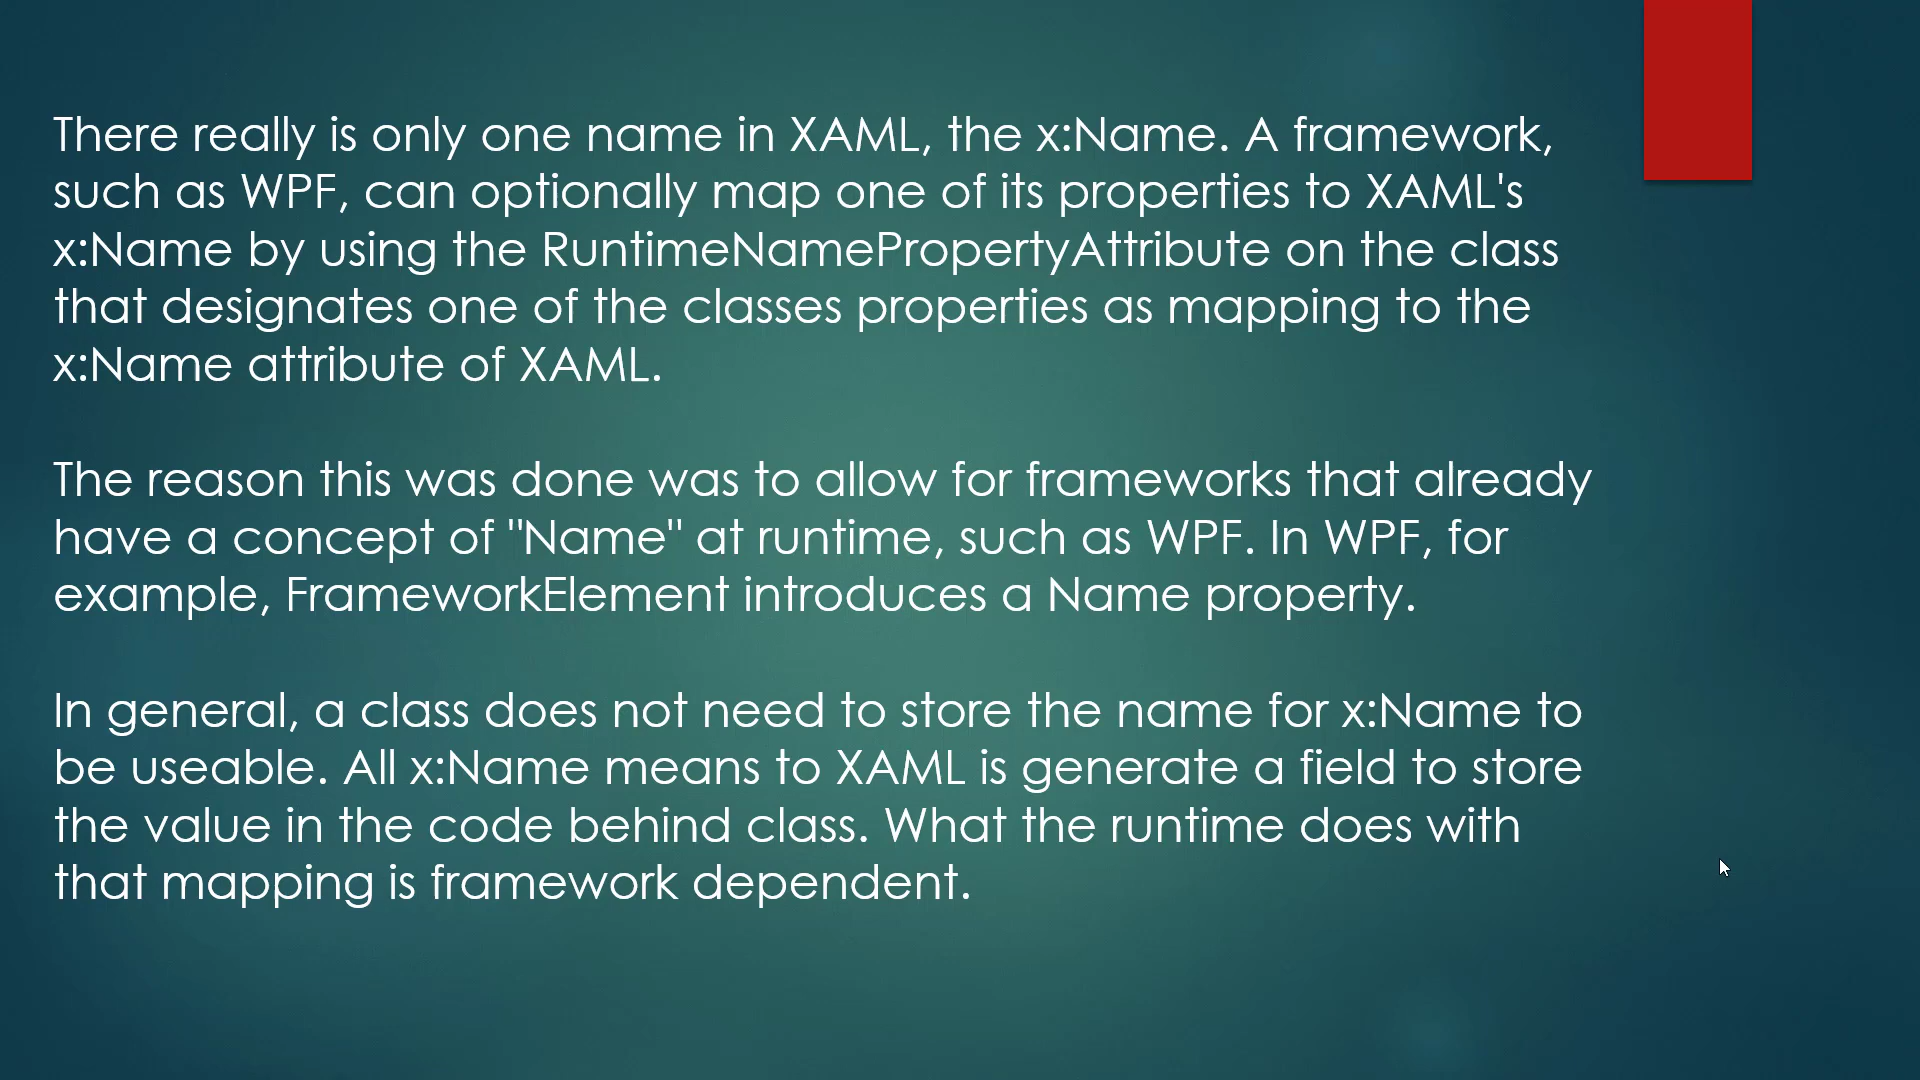 There really is only one name in XAML, the x:Name. A framework,
such as WPF, can optionally map one of its properties to XAML's
x:Name by using the RuntimeNamePropertyAttribute on the class
that designates one of the classes properties as mapping to the
x:Name attribute of XAML.
The reason this was done was to allow for frameworks that already
have a concept of "Name" at runtime, such as WPF. In WPF, for
example, FrameworkElement introduces a Name property.
In general, a class does not need to store the name for x:Name to
be useable. All x:Name means to XAML is generate a field to store
the value in the code behind class. What the runtime does with
that mapping is framework dependent.